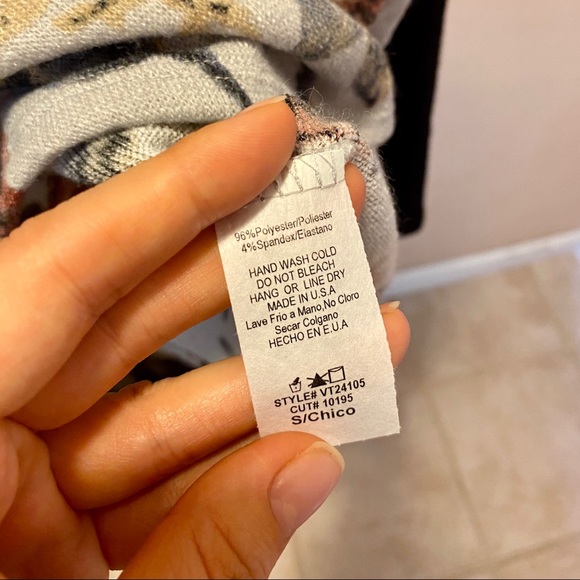 96%Polyester/Poliester
4%Spandex/Elastano
HAND WASH COLD
DO NOT BLEACH
HANG OR LINE DRY
MADE IN U.S.A
Lave Frio a Mano,No Cloro
Secar Colgano
HECHO EN E.U.A
STYLE# VT24105
CUT# 10195
S/Chico